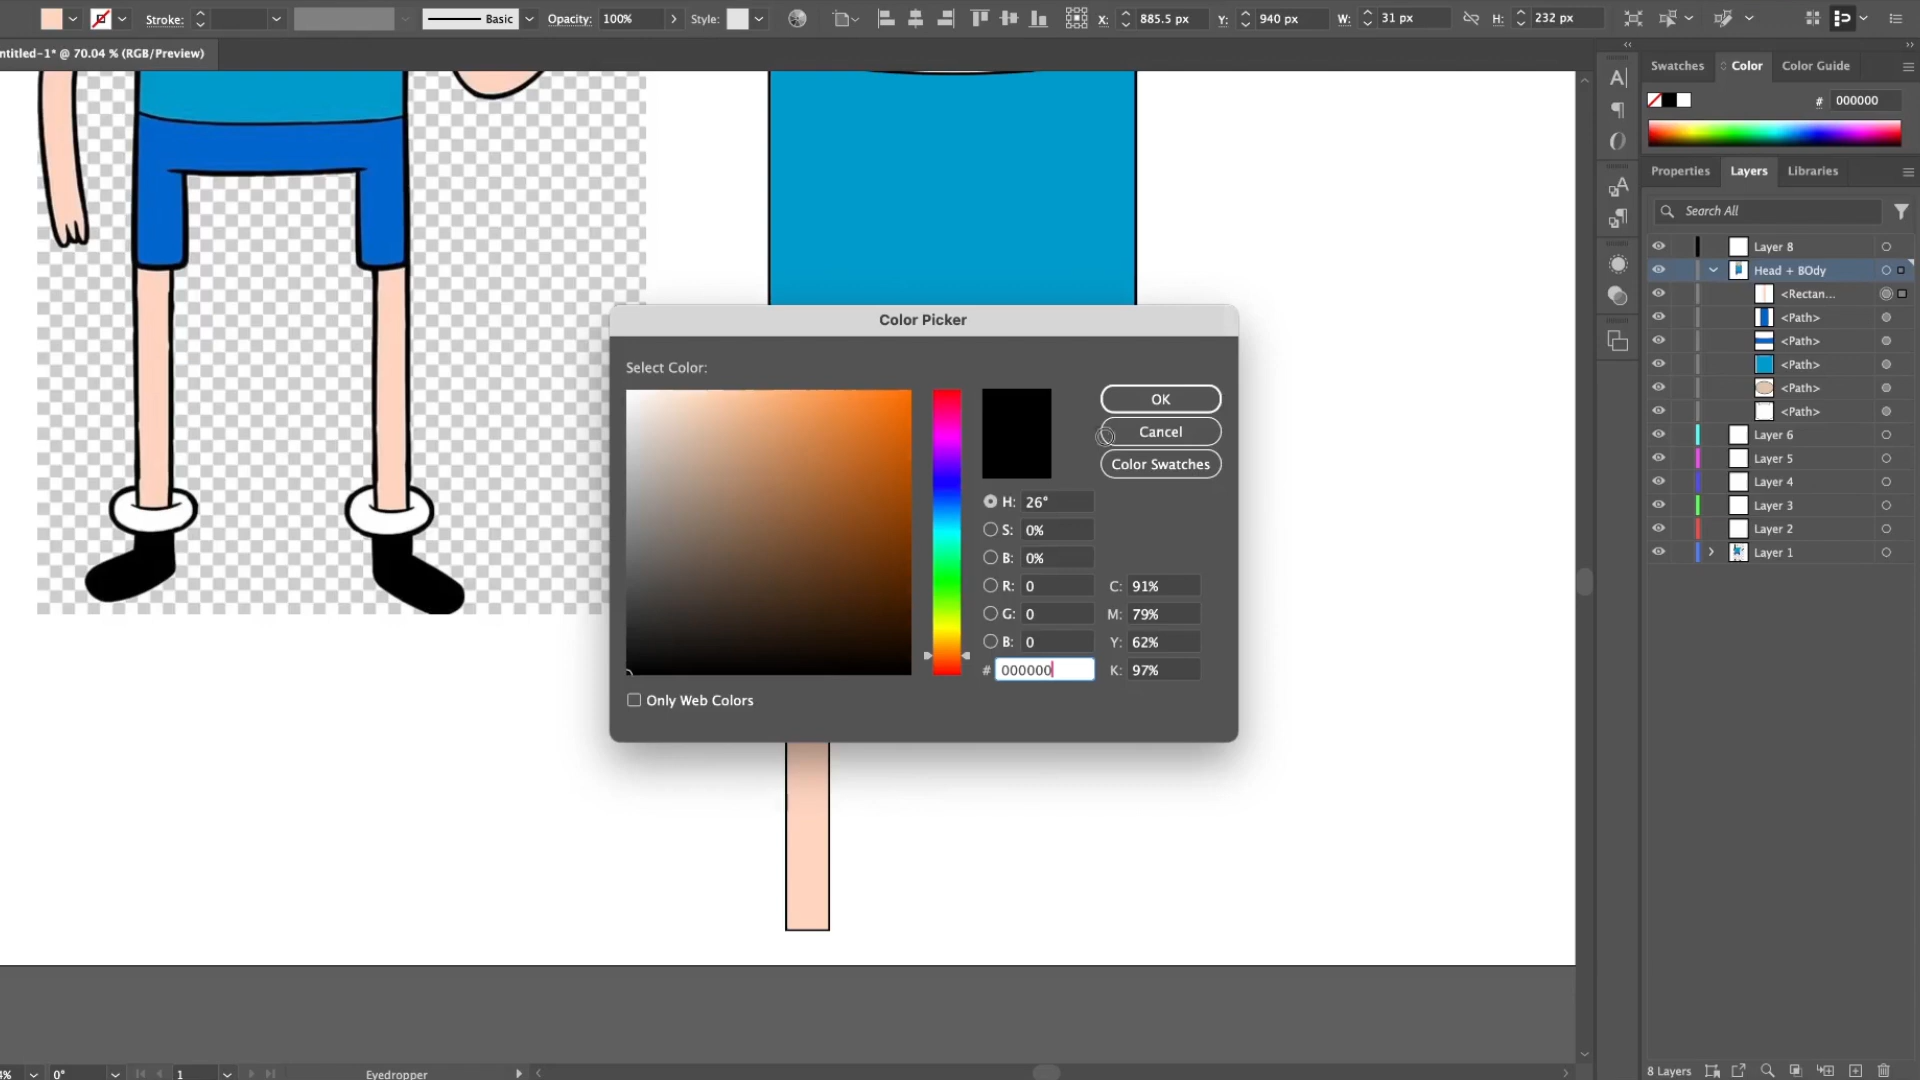 Stroke:
Basic
Opacity: 100%
Style:
X: 885.5 px
Y: 940 px
W: 31 px
H: 232 px
ntitled-1* @ 70.04 % (RGB/Preview)
Swatches
Color
Color Guide
# 000000
Properties
Layers
Libraries
Search All
Layer 8
Head + BOdy
<Rectan...
<Path>
<Path>
<Path>
<Path>
<Path>
Layer 6
Layer 5
Layer 4
Layer 3
Layer 2
Layer 1
Color Picker
Select Color:
OK
Cancel
Color Swatches
H: 26°
S: 0%
B: 0%
R: 0
C: 91%
G: 0
M: 79%
B: 0
Y: 62%
# 000000
K: 97%
Only Web Colors
4%
0°
1
Eyedropper
8 Layers